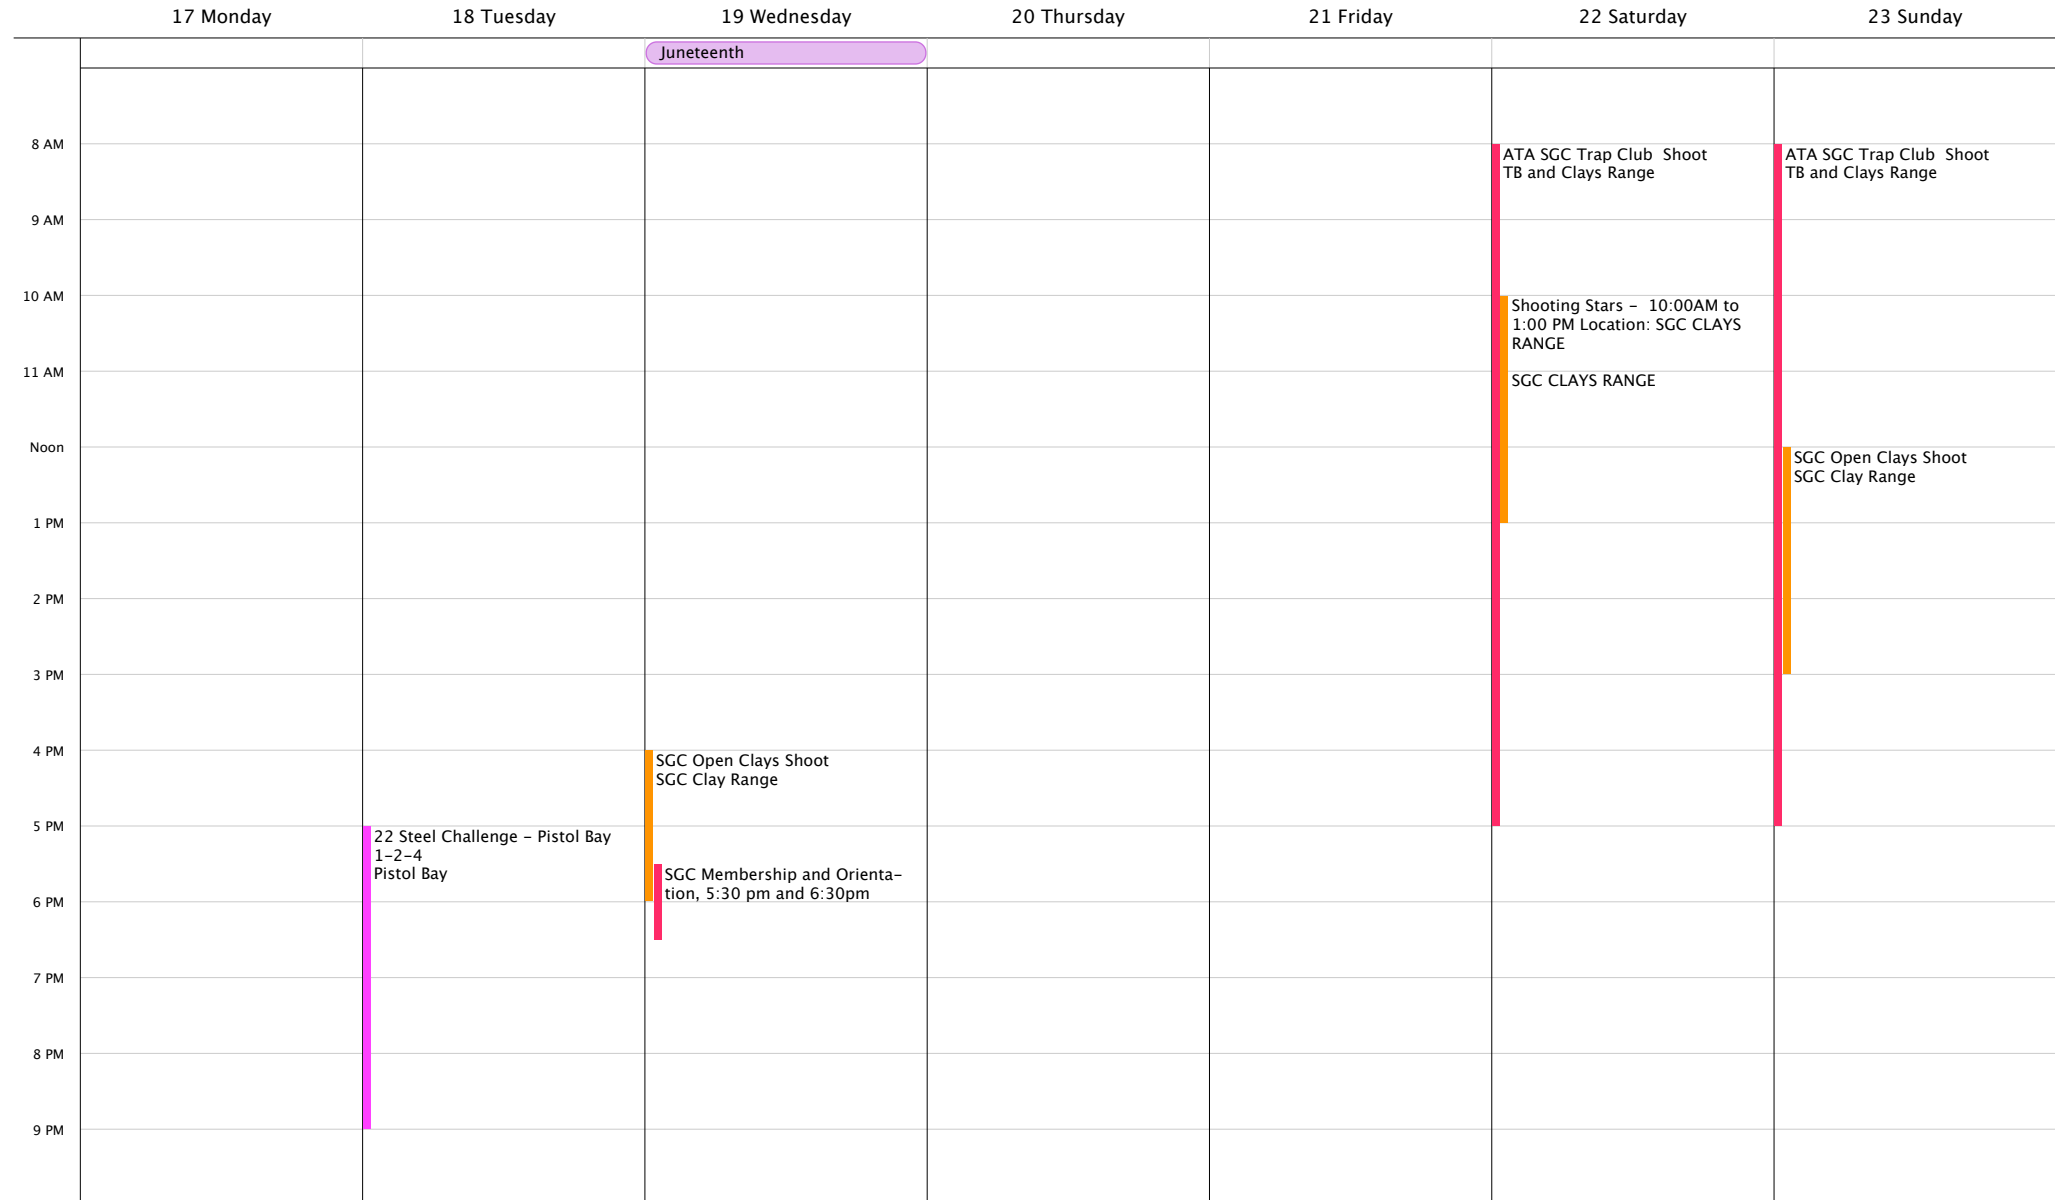 17 Monday
18 Tuesday
19 Wednesday
20 Thursday
21 Friday
22 Saturday
23 Sunday
Juneteenth
8 AM
9 AM
10 AM
11 AM
Noon
1 PM
2 PM
3 PM
4 PM
5 PM
6 PM
7 PM
8 PM
9 PM
22 Steel Challenge – Pistol Bay
1–2–4
Pistol Bay
SGC Open Clays Shoot
SGC Clay Range
SGC Membership and Orienta–
tion, 5:30 pm and 6:30pm
ATA SGC Trap Club  Shoot
TB and Clays Range
Shooting Stars –  10:00AM to
1:00 PM Location: SGC CLAYS
RANGE
SGC CLAYS RANGE
ATA SGC Trap Club  Shoot
TB and Clays Range
SGC Open Clays Shoot
SGC Clay Range